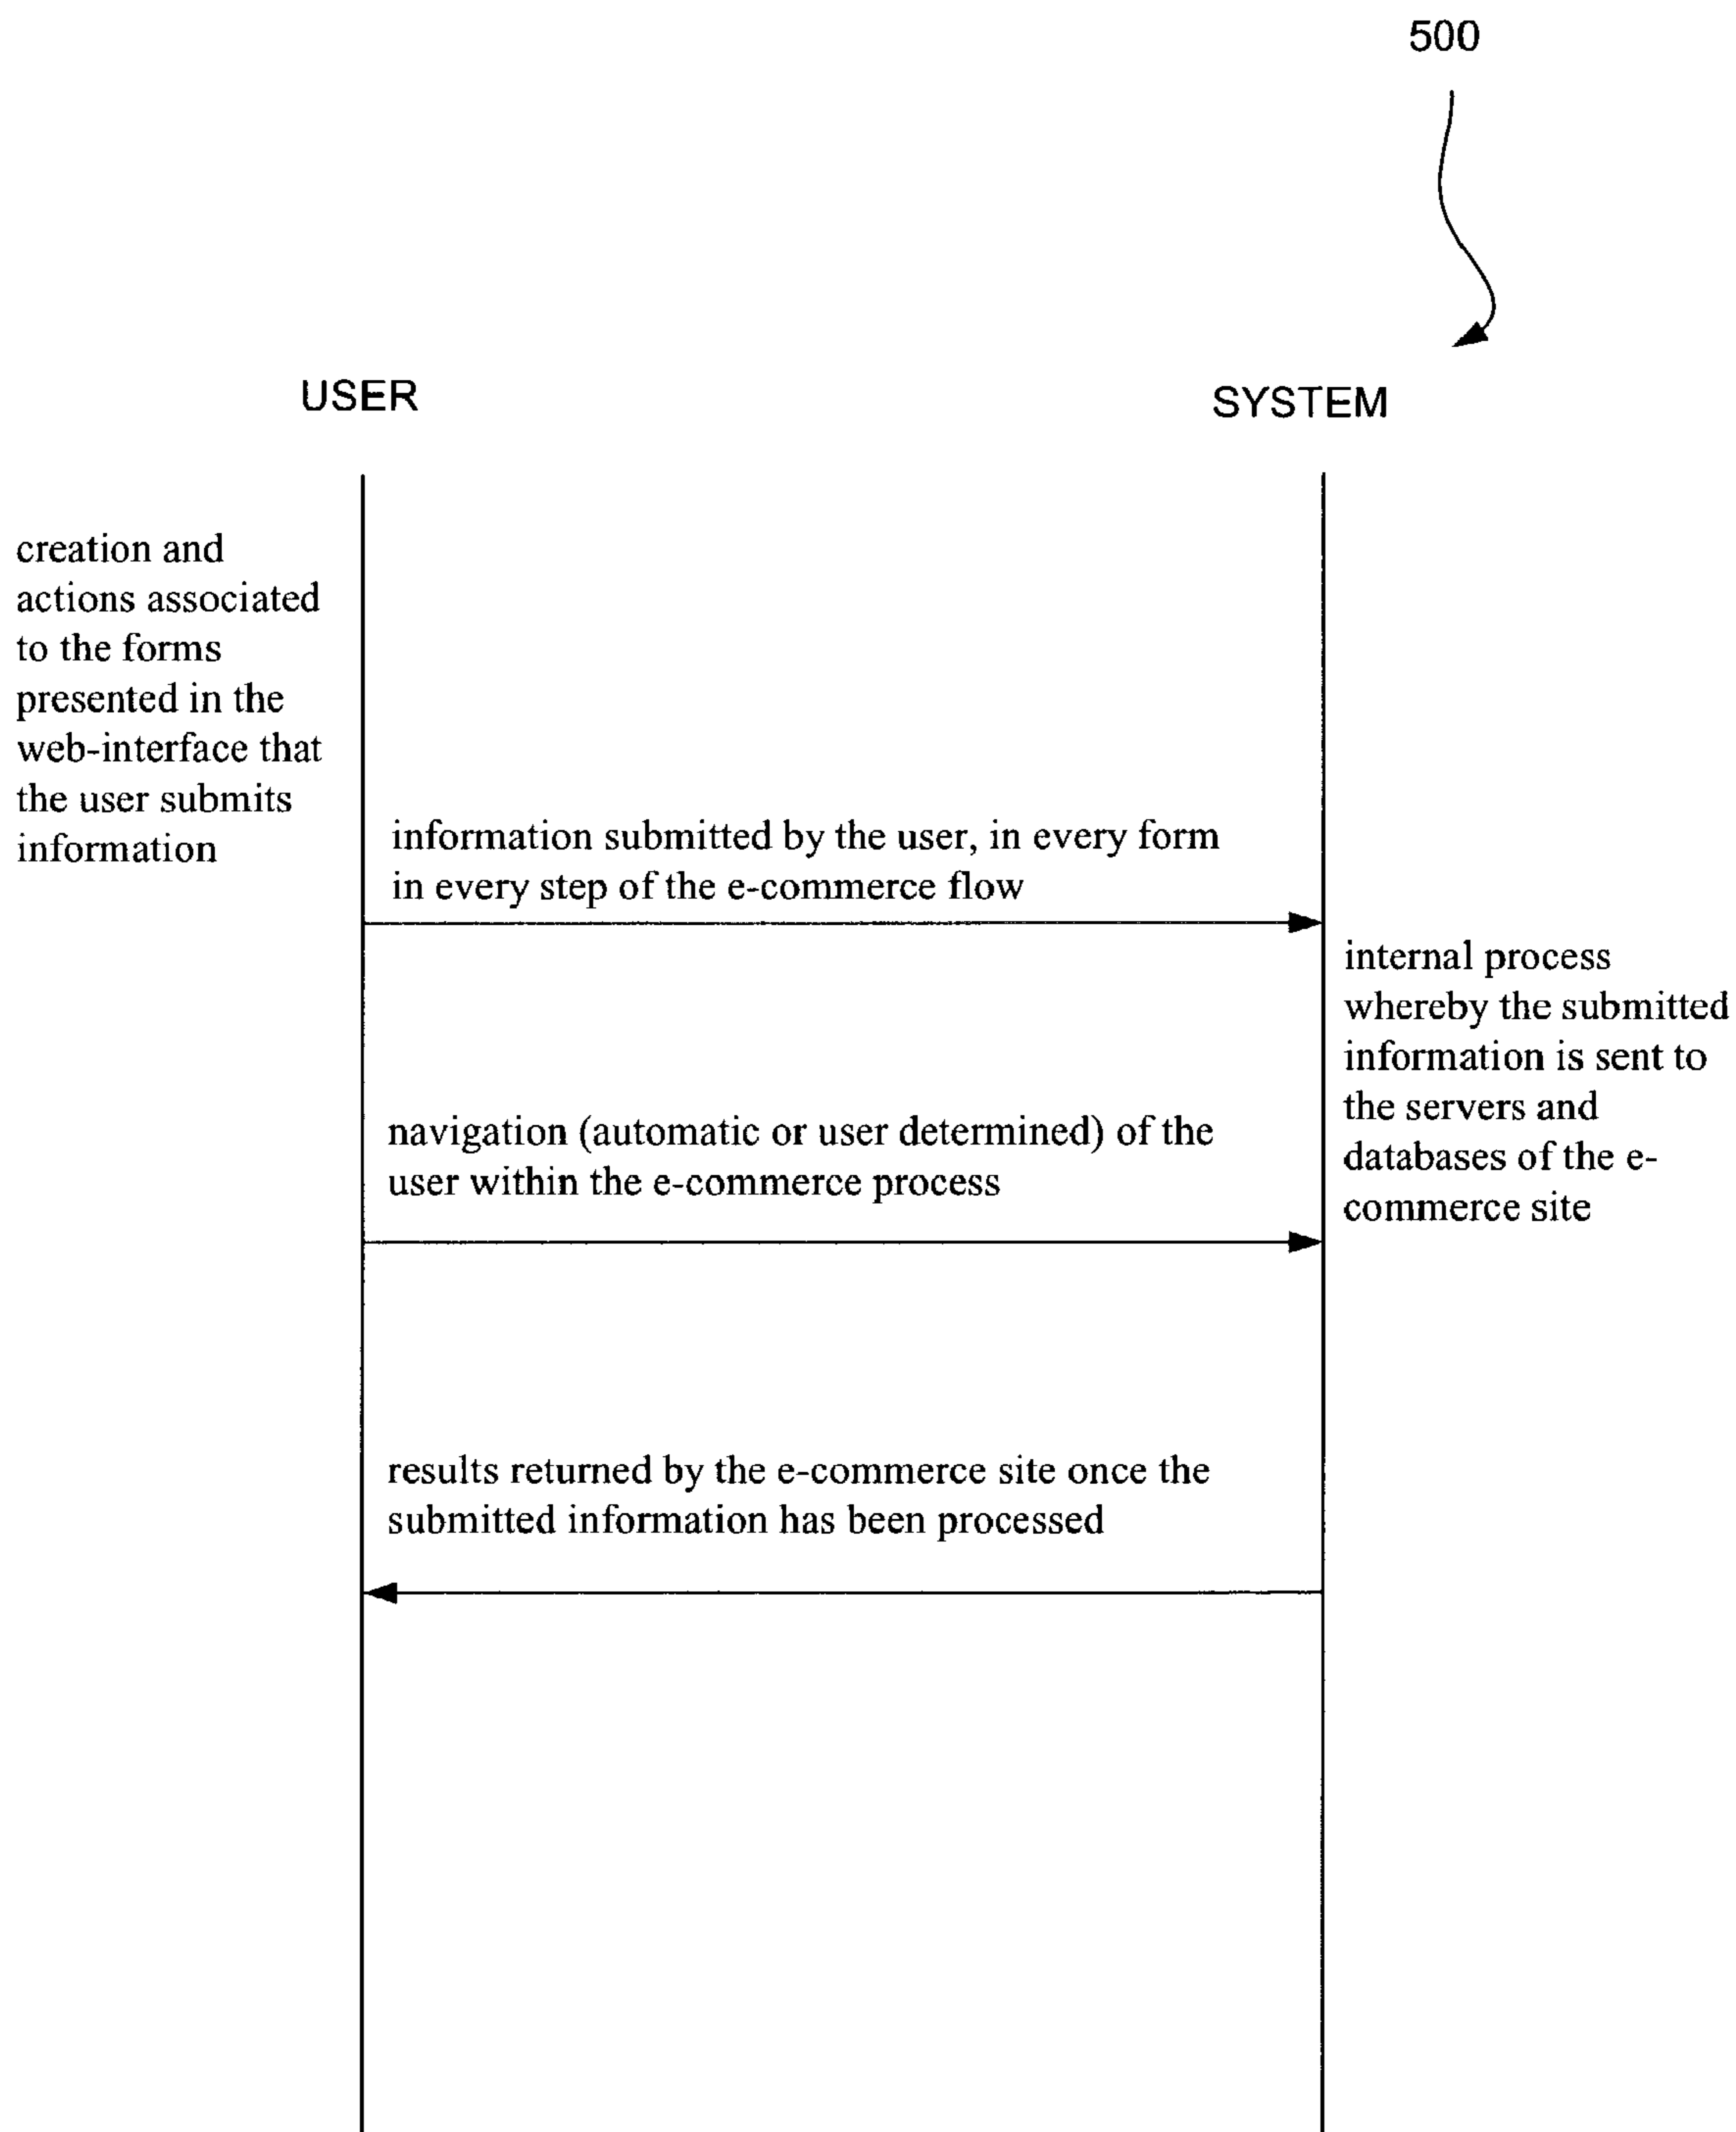 500
USER
SYSTEM
creation and
actions associated
to the forms
presented in the
web-interface that
the user submits
information
information submitted by the user, in every form
in every step of the e-commerce flow
internal process
whereby the submitted
information is sent to
the servers and
databases of the e-
commerce site
navigation (automatic or user determined) of the
user within the e-commerce process
results returned by the e-commerce site once the
submitted information has been processed